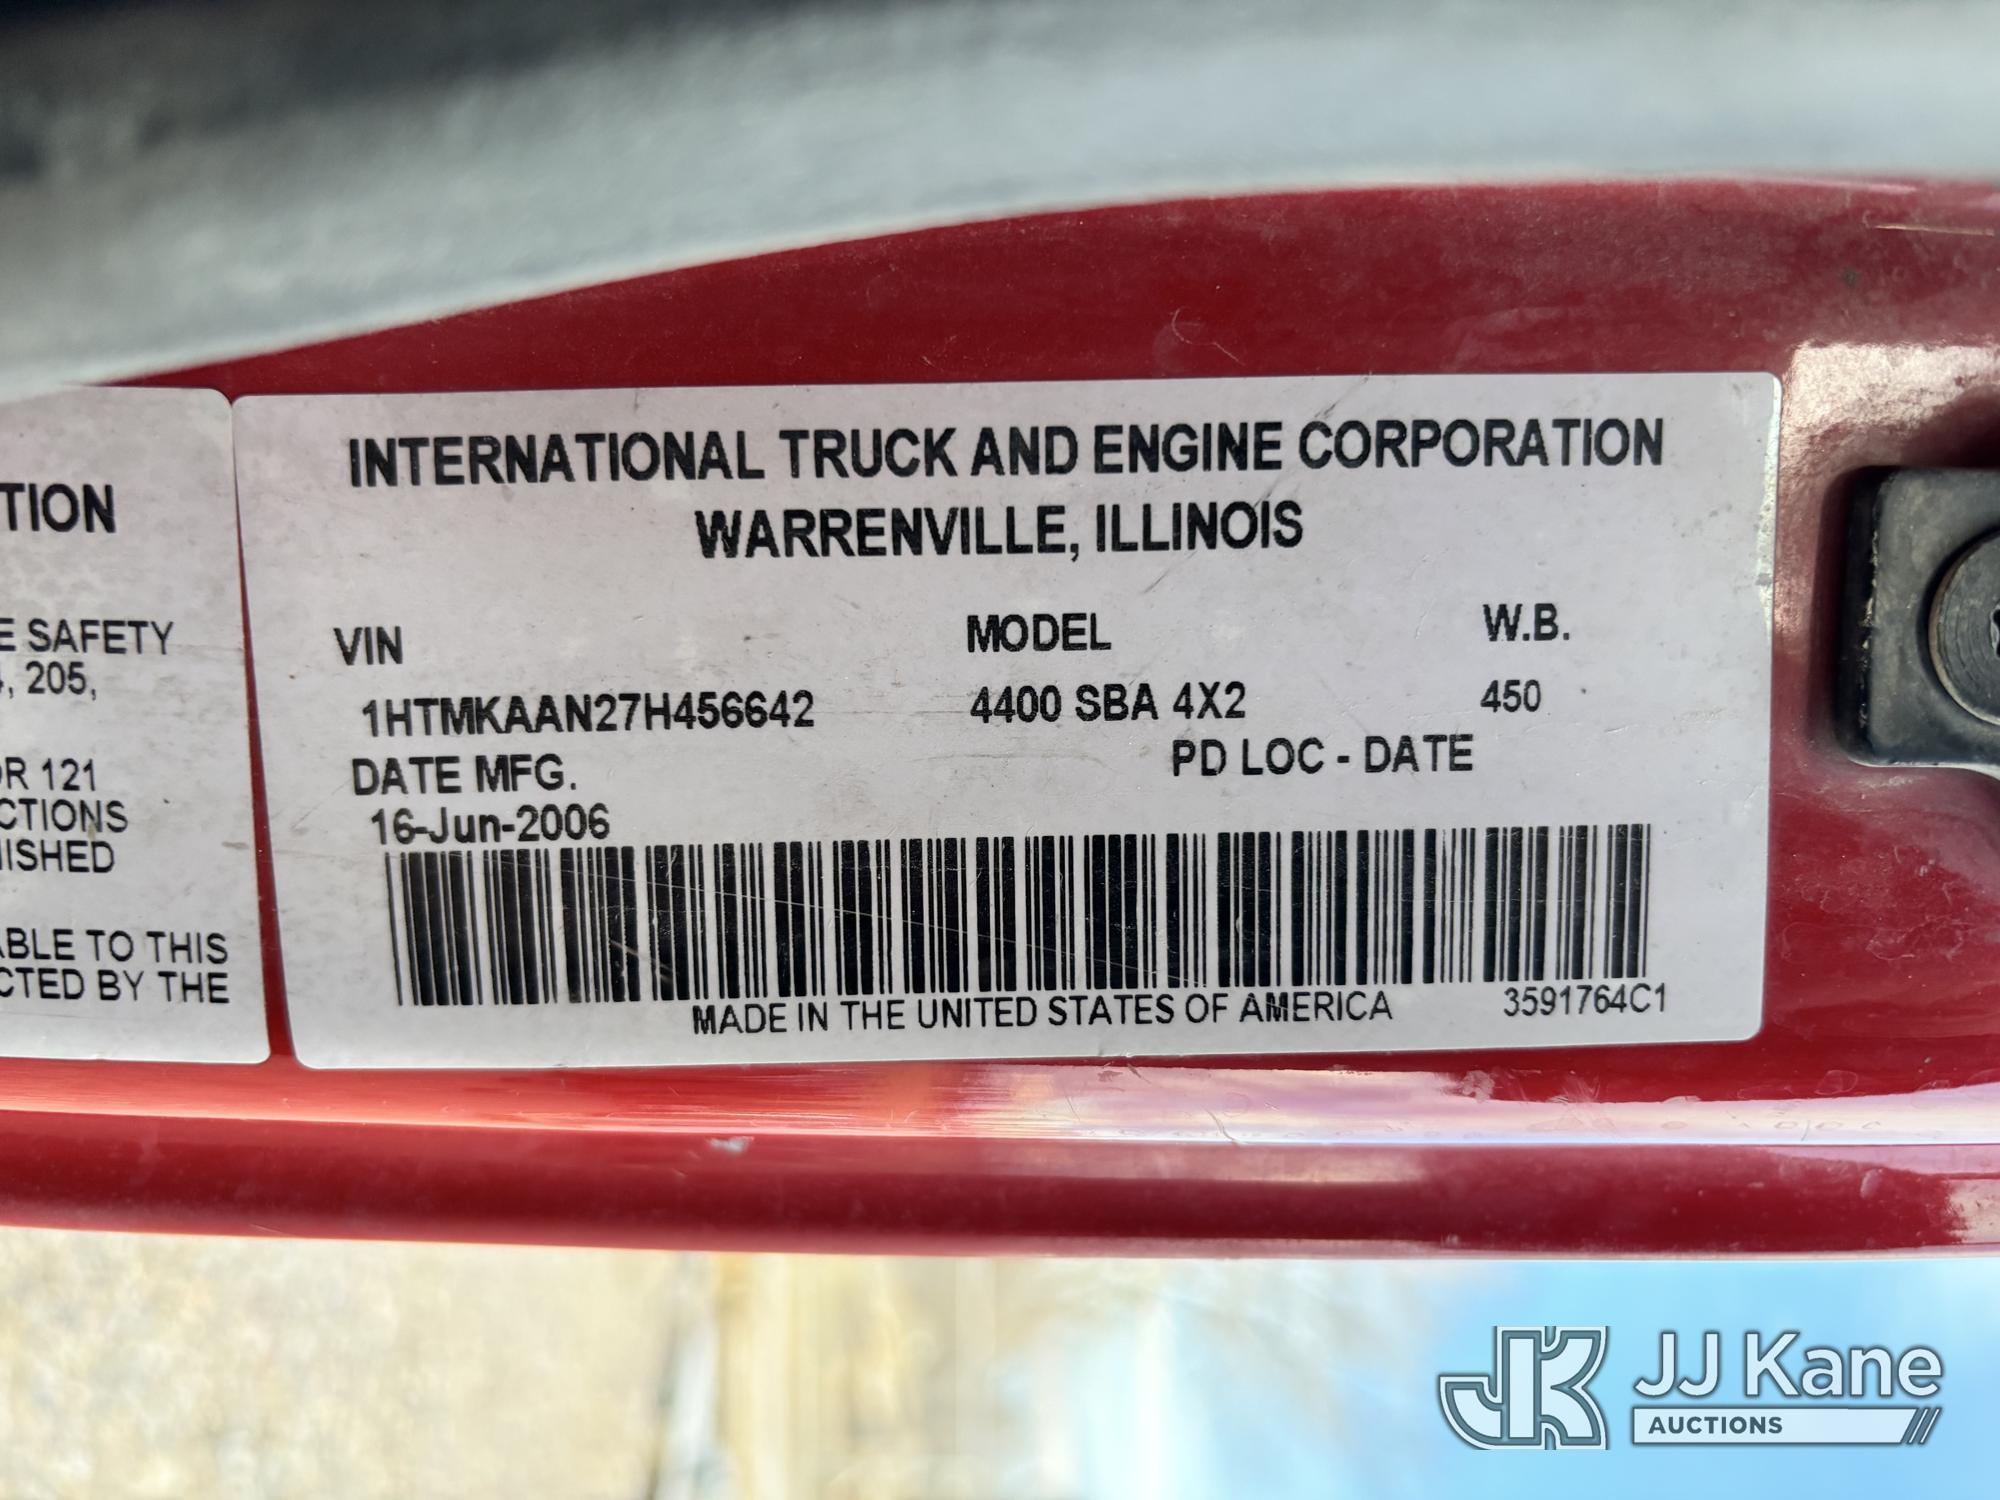 TION
E SAFETY
, 205,
OR 121
CTIONS
ISHED
ABLE TO THIS
CTED BY THE
INTERNATIONAL TRUCK AND ENGINE CORPORATION
WARRENVILLE, ILLINOIS
VIN MODEL W.B.
1HTMKAAN27H456642 4400 SBA 4X2 450
DATE MFG. PD LOC - DATE
16-Jun-2006
MADE IN THE UNITED STATES OF AMERICA 3591764C1
JK JJ Kane
AUCTIONS